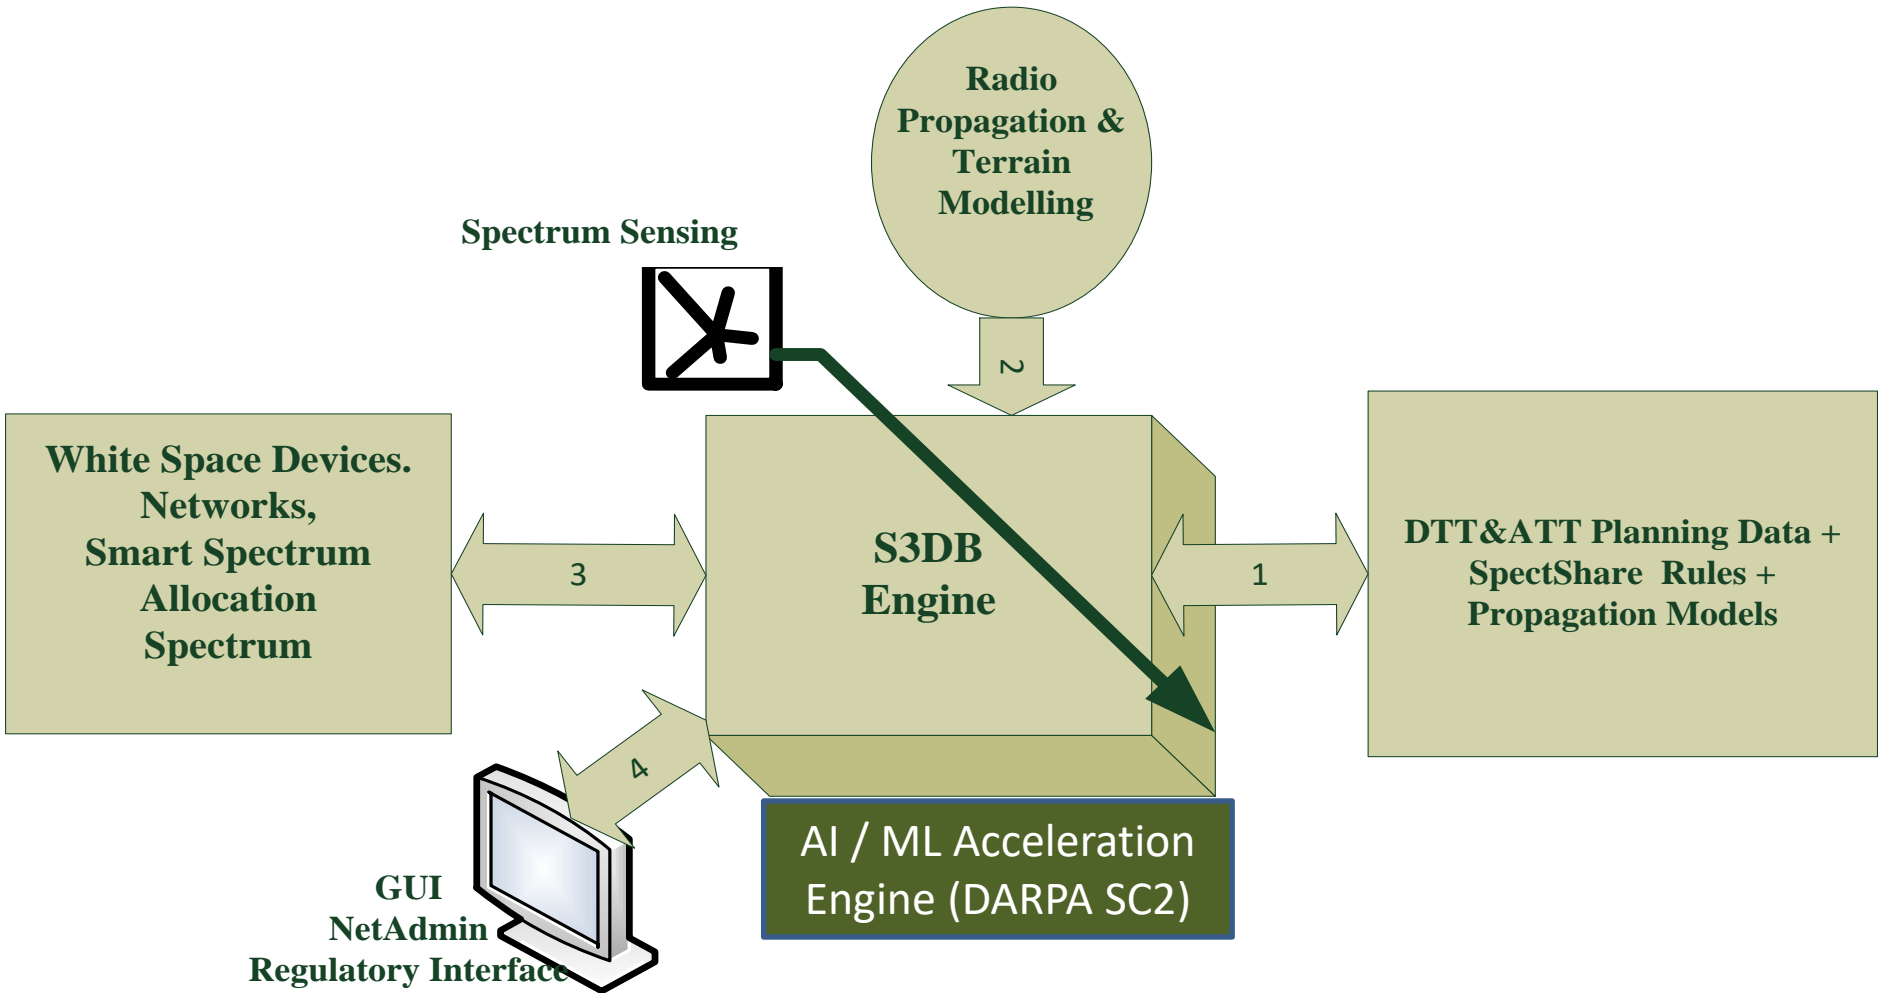 Radio
Propagation &
Terrain
Modelling
Spectrum Sensing
2
White Space Devices.
Networks,
Smart Spectrum
Allocation
Spectrum
3
S3DB
Engine
1
DTT&ATT Planning Data +
SpectShare Rules +
Propagation Models
4
GUI
NetAdmin
Regulatory Interface
AI / ML Acceleration
Engine (DARPA SC2)